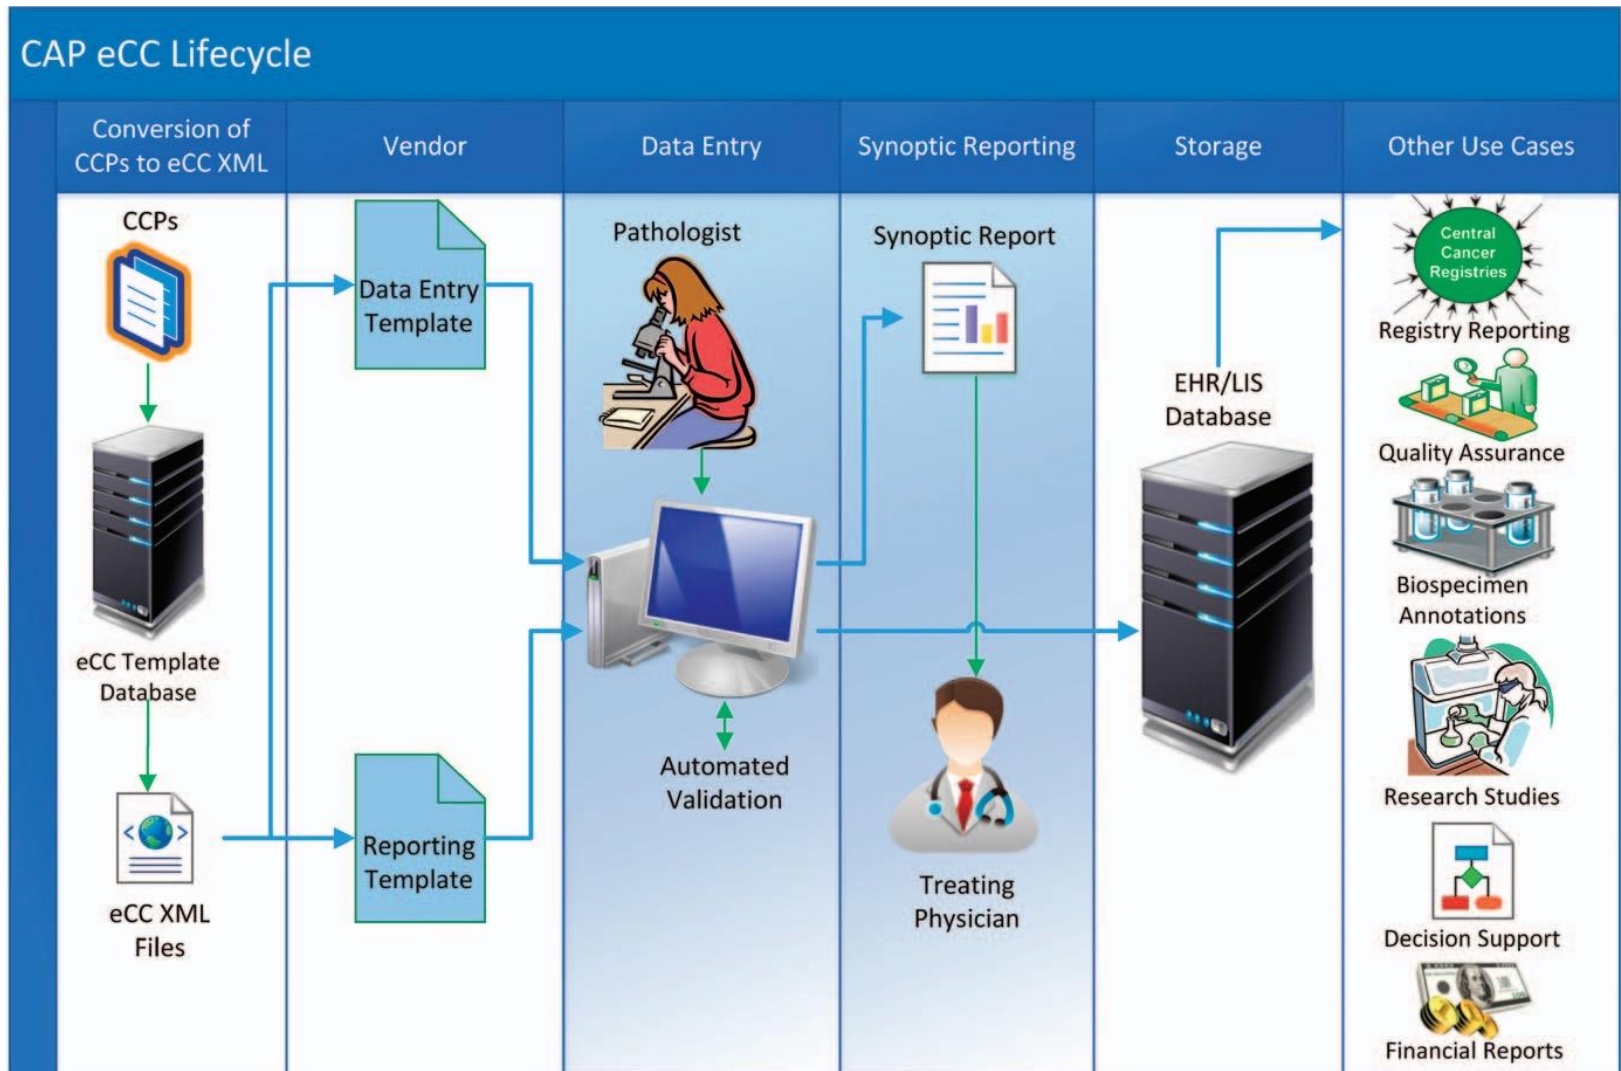 CAP eCC Lifecycle
Conversion of
CCPs to eCC XML
Vendor
Data Entry
Synoptic Reporting
Storage
Other Use Cases
CCPs
eCC Template
Database
eCC XML
Files
Data Entry
Template
Reporting
Template
Pathologist
Automated
Validation
Synoptic Report
Treating
Physician
EHR/LIS
Database
Central
Cancer
Registries
Registry Reporting
Quality Assurance
Biospecimen
Annotations
Research Studies
Decision Support
Financial Reports